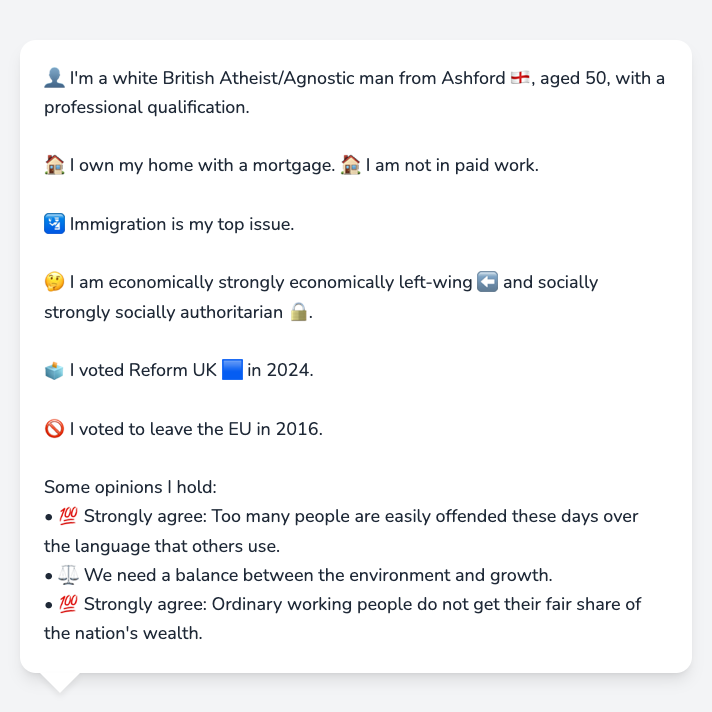 👤 I'm a white British Atheist/Agnostic man from Ashford 🏴󠁧󠁢󠁥󠁮󠁧󠁿, aged 50, with a
professional qualification.
🏠 I own my home with a mortgage. 🏠 I am not in paid work.
🛂 Immigration is my top issue.
🤔 I am economically strongly economically left-wing ⬅️ and socially
strongly socially authoritarian 🔒.
🗳️ I voted Reform UK 🟦 in 2024.
🚫 I voted to leave the EU in 2016.
Some opinions I hold:
• 💯 Strongly agree: Too many people are easily offended these days over
the language that others use.
• ⚖️ We need a balance between the environment and growth.
• 💯 Strongly agree: Ordinary working people do not get their fair share of
the nation's wealth.